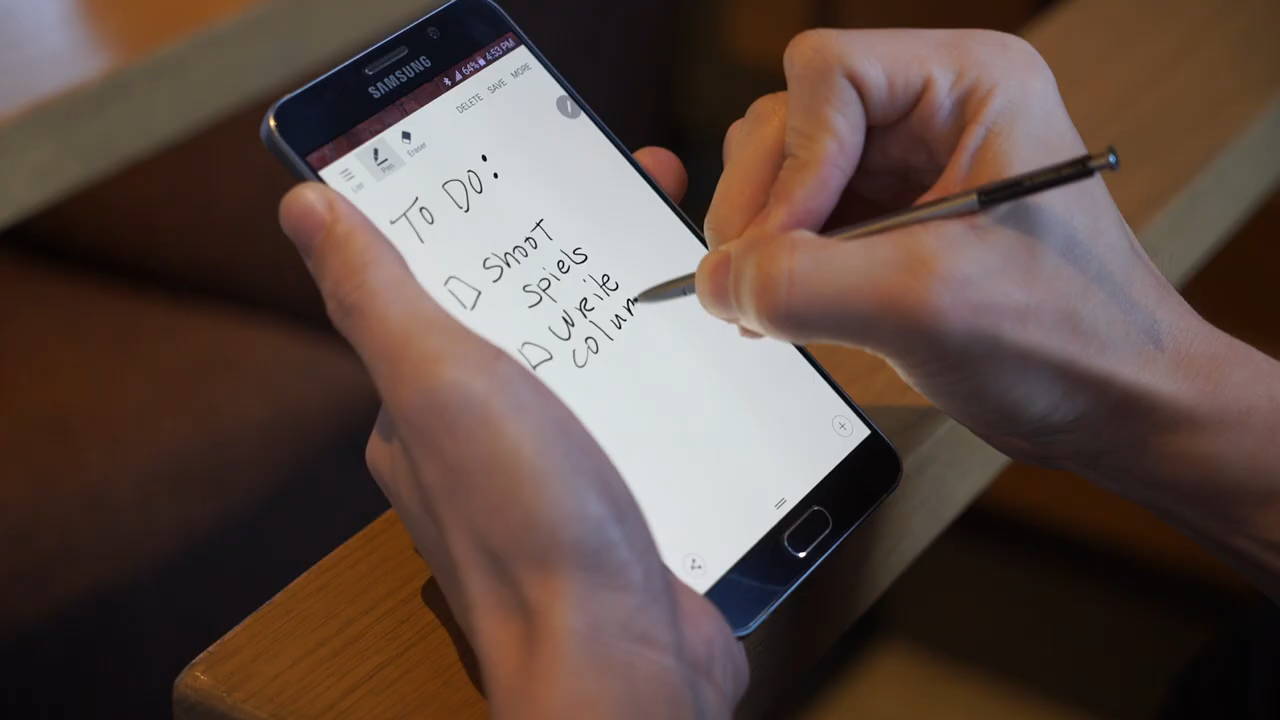 SAMSUNG
64% 4:53 PM
DELETE SAVE MORE
List Pen Eraser
To Do:
Shoot
spiels
Write
colum